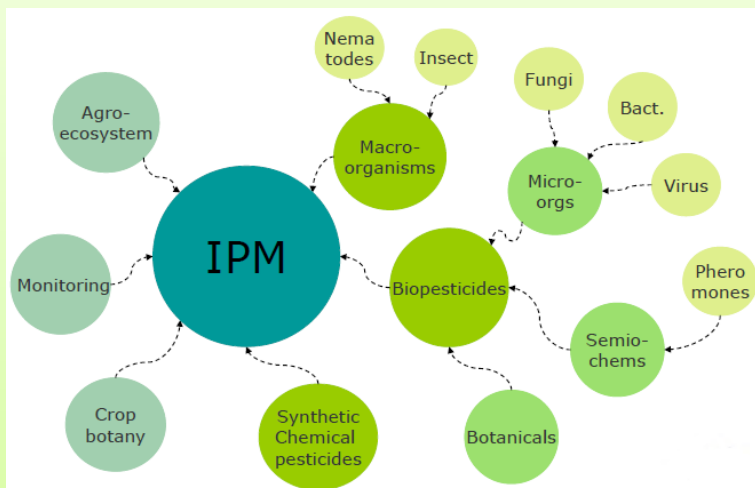 Nema
todes
Insect
Fungi
Bact.
Agro-
ecosystem
Macro-
organisms
Micro-
orgs
Virus
IPM
Monitoring
Biopesticides
Phero
mones
Semio-
chems
Crop
botany
Synthetic
Chemical
pesticides
Botanicals